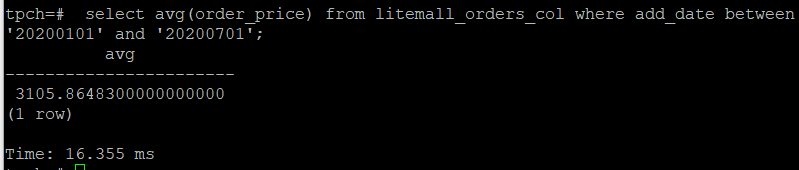 tpch=#  select avg(order_price) from litemall_orders_col where add_date between
'20200101' and '20200701';
avg
-----------------------
3105.8648300000000000
(1 row)
Time: 16.355 ms